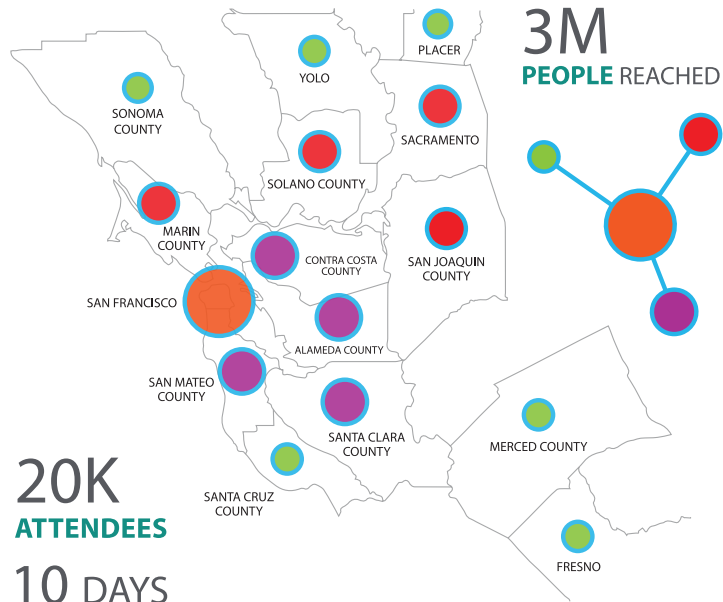 3M
PEOPLE REACHED
PLACER
YOLO
SONOMA
COUNTY
SACRAMENTO
SOLANO COUNTY
MARIN
COUNTY
CONTRA COSTA
COUNTY
SAN JOAQUIN
COUNTY
SAN FRANCISCO
ALAMEDA COUNTY
SAN MATEO
COUNTY
SANTA CLARA
COUNTY
MERCED COUNTY
SANTA CRUZ
COUNTY
FRESNO
20K
ATTENDEES
10 DAYS